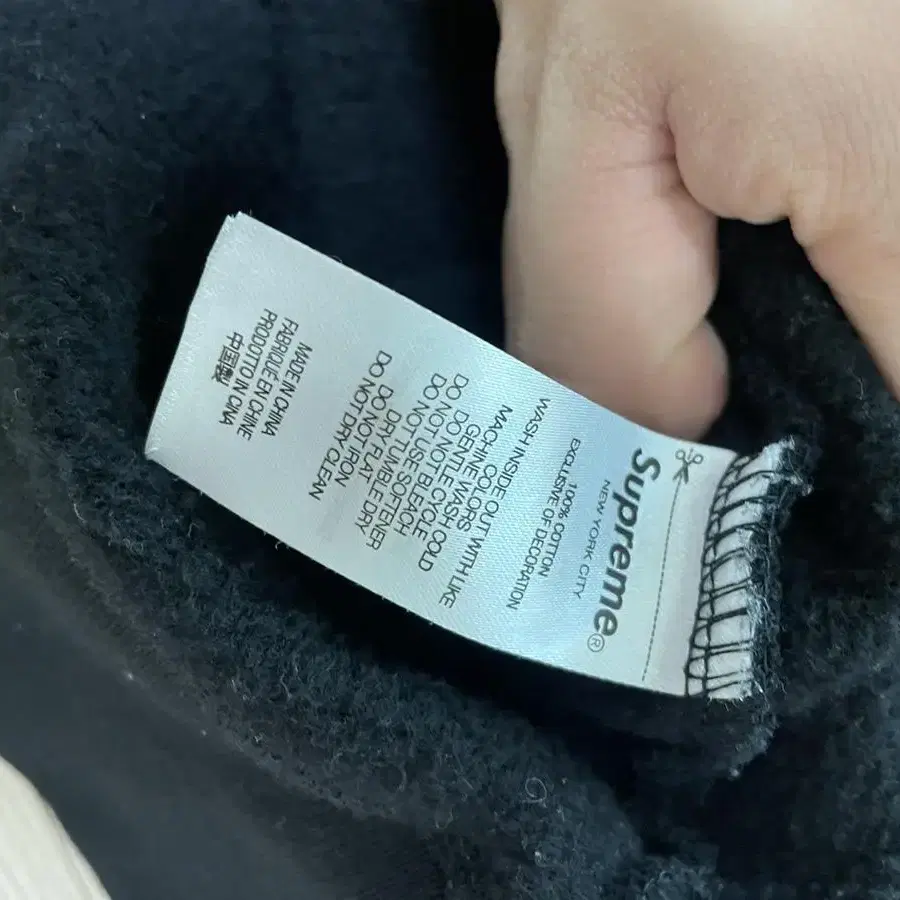 Supreme®
NEW YORK CITY
100% COTTON
EXCLUSIVE OF DECORATION
WASH INSIDE OUT WITH LIKE
MACHINE COLORS
GENTLE WASH COLD
DO NOT BLEACH CYCLE
DO NOT USE SOFTENER
DO NOT TUMBLE DRY
DRY FLAT
DO NOT IRON
DO NOT DRY CLEAN
MADE IN CHINA
FABRIQUÉ EN CHINE
PRODOTTO IN CINA
中国製